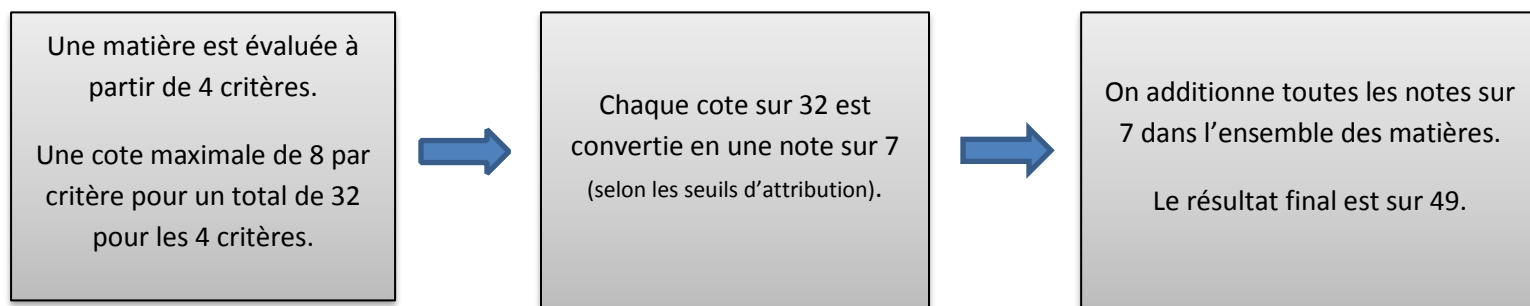 Une matière est évaluée à
partir de 4 critères.
Une cote maximale de 8 par
critère pour un total de 32
pour les 4 critères.
Chaque cote sur 32 est
convertie en une note sur 7
(selon les seuils d’attribution).
On additionne toutes les notes sur
7 dans l’ensemble des matières.
Le résultat final est sur 49.